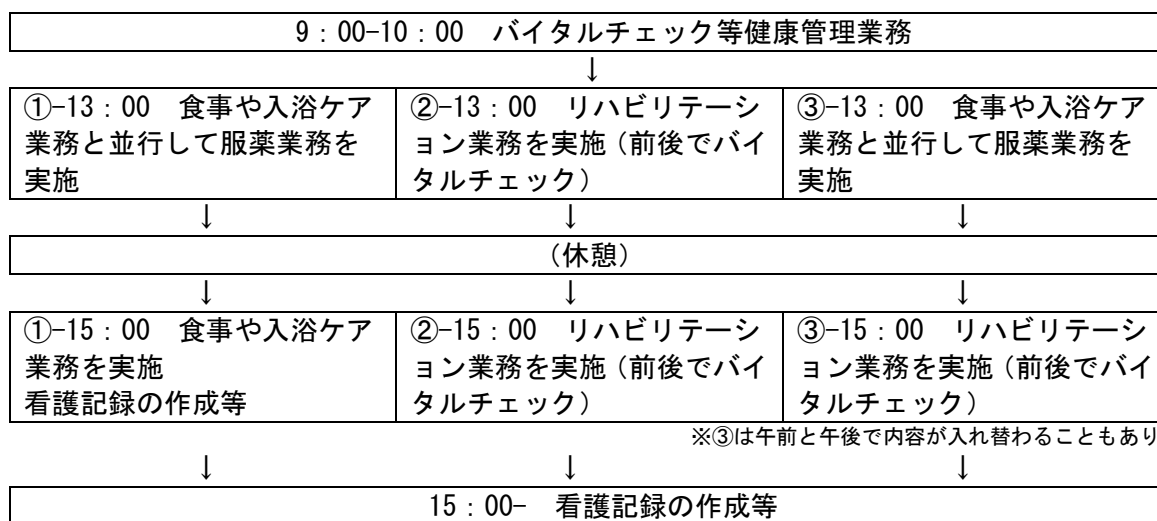 9：00-10：00　バイタルチェック等健康管理業務
↓
①-13：00　食事や入浴ケア
業務と並行して服薬業務を
実施
②-13：00　リハビリテーシ
ョン業務を実施（前後でバイ
タルチェック）
③-13：00　食事や入浴ケア
業務と並行して服薬業務を
実施
↓　↓　↓
（休憩）
↓　↓　↓
①-15：00　食事や入浴ケア
業務を実施
看護記録の作成等
②-15：00　リハビリテーシ
ョン業務を実施（前後でバイ
タルチェック）
③-15：00　リハビリテーシ
ョン業務を実施（前後でバイ
タルチェック）
※③は午前と午後で内容が入れ替わることもあり
↓　↓　↓
15：00-　看護記録の作成等